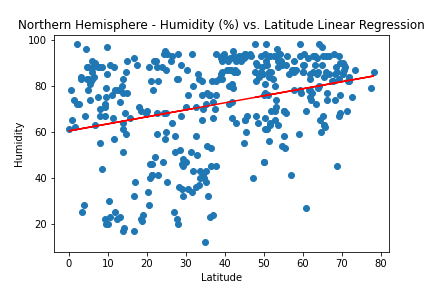 Northern Hemisphere - Humidity (%) vs. Latitude Linear Regression
100
80
60
40
20
Humidity
0 10 20 30 40 50 60 70 80
Latitude